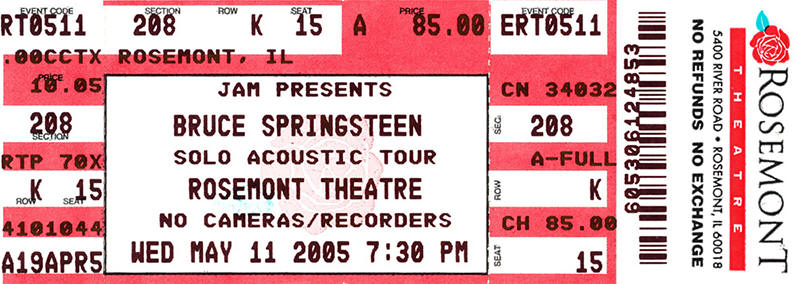 EVENT CODE SECTION ROW SEAT PRICE EVENT CODE
RT0511 208 K 15 A 85.00 ERT0511
.00CCTX ROSEMONT, IL
PRICE
10.05
208
SECTION
RTP 70X
K 15
ROW SEAT
4101044
A19APR5
JAM PRESENTS
BRUCE SPRINGSTEEN
SOLO ACOUSTIC TOUR
ROSEMONT THEATRE
NO CAMERAS/RECORDERS
WED MAY 11 2005 7:30 PM
CN 34032
SEC. 208
A-FULL
ROW K
CH 85.00
SEAT 15
605306124853
ROSEMONT
THEATRE
5400 RIVER ROAD • ROSEMONT, IL 60018
NO REFUNDS NO EXCHANGE